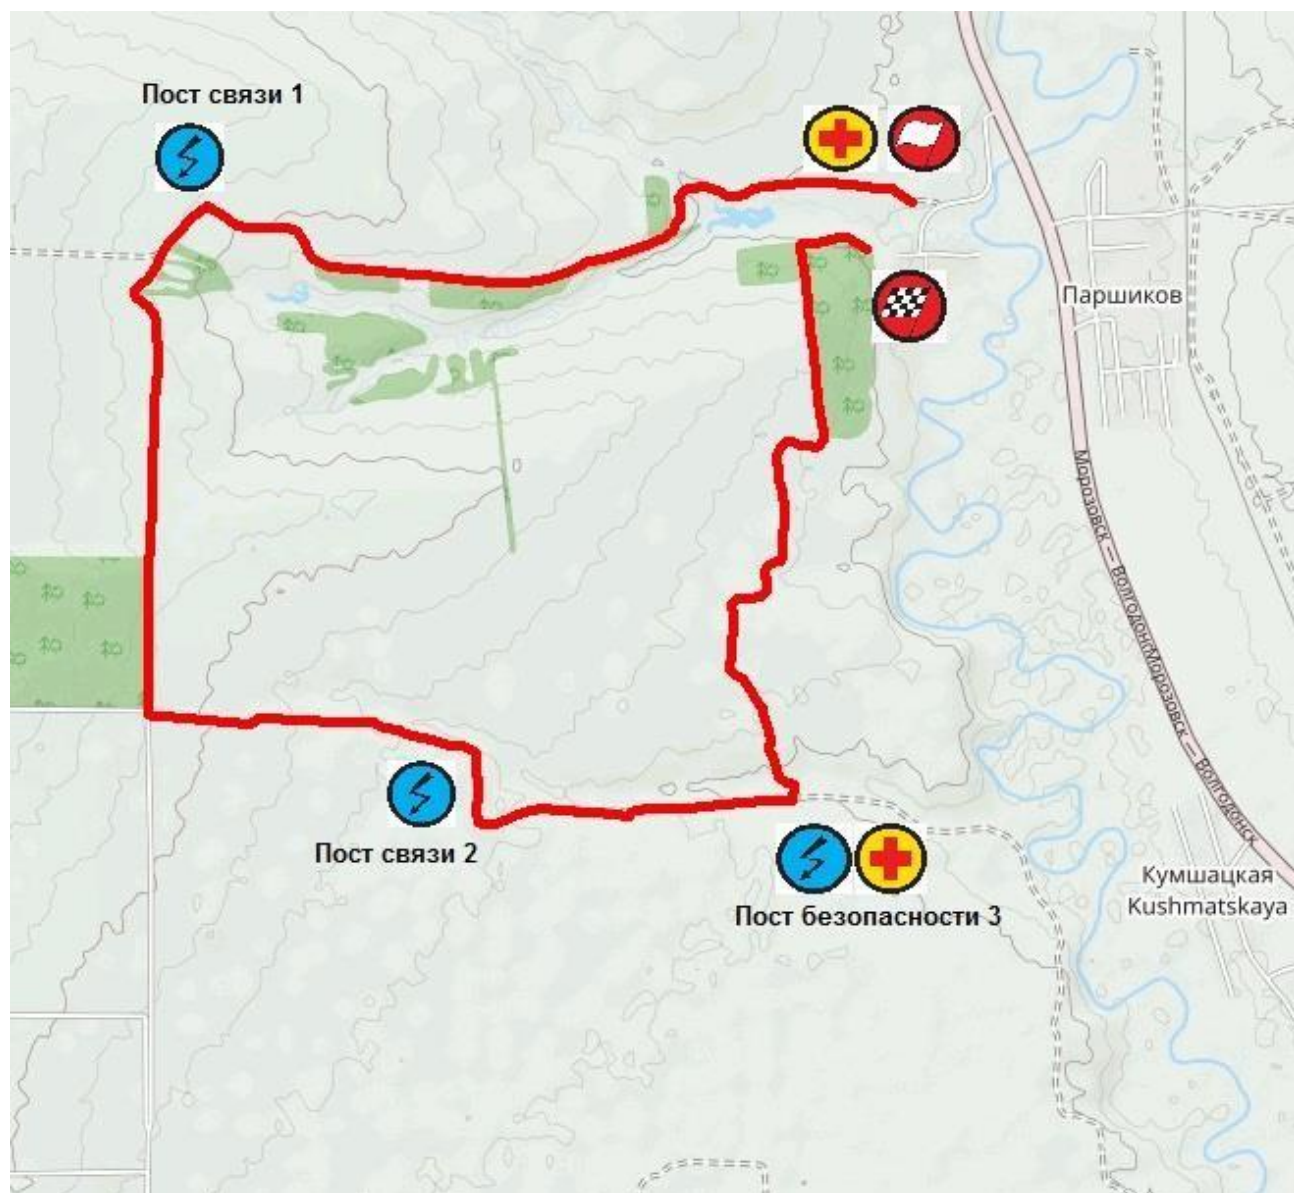 Пост связи 1
Паршиков
Морозовск — Волгодонск
Морозовск — Волгодонск
Пост связи 2
Кумшацкая
Kushmatskaya
Пост безопасности 3